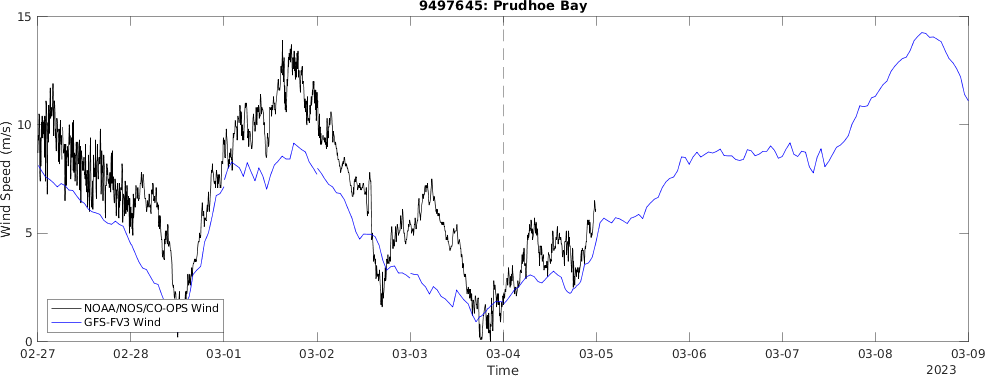 9497645: Prudhoe Bay
15
10
5
0
Wind Speed (m/s)
NOAA/NOS/CO-OPS Wind
GFS-FV3 Wind
02-27 02-28 03-01 03-02 03-03 03-04 03-05 03-06 03-07 03-08 03-09
Time
2023